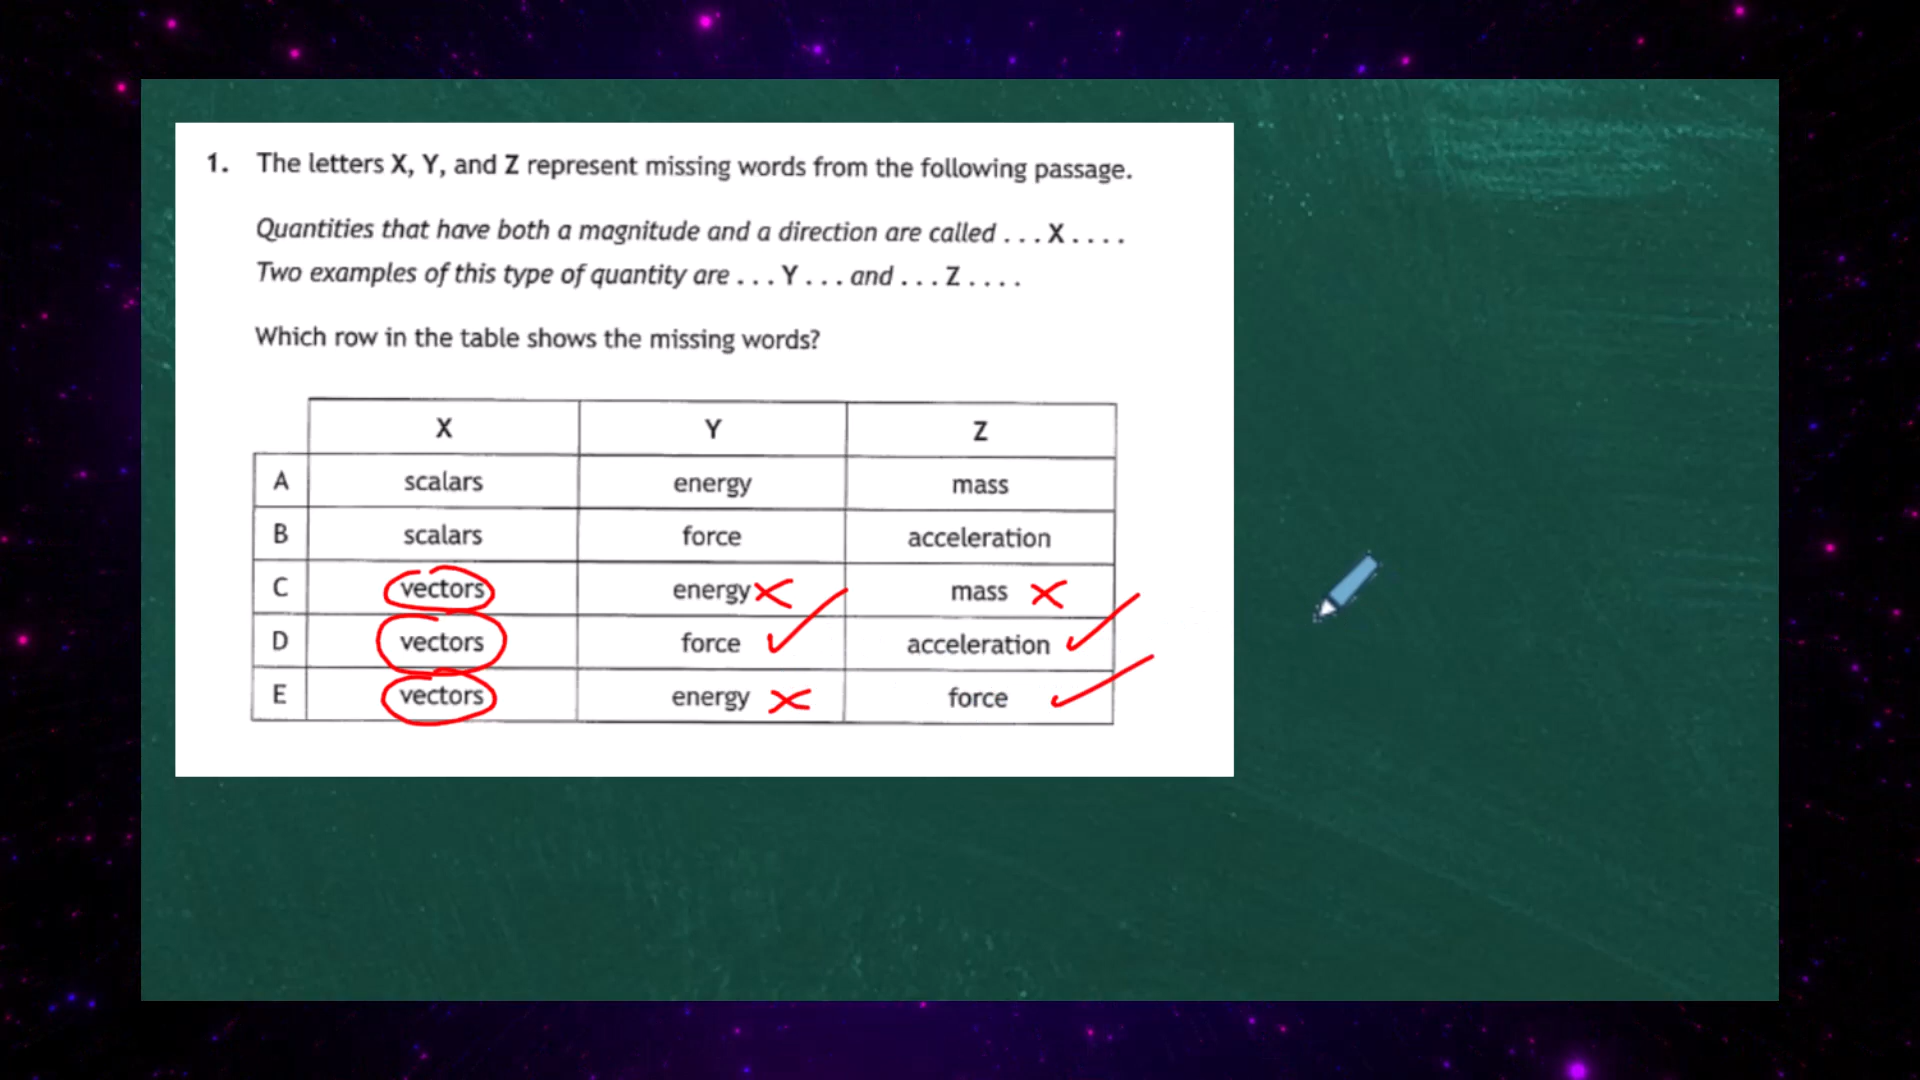 1. The letters X, Y, and Z represent missing words from the following passage.
Quantities that have both a magnitude and a direction are called . . . X . . . .
Two examples of this type of quantity are . . . Y . . . and . . . Z . . . .
Which row in the table shows the missing words?
X Y Z
A scalars energy mass
B scalars force acceleration
C vectors energy mass
D vectors force acceleration
E vectors energy force